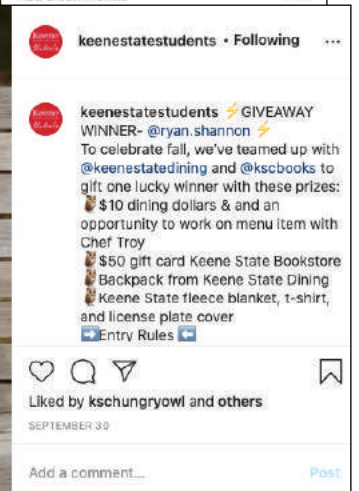 keenestatestudents • Following ...
keenestatestudents ⚡GIVEAWAY
WINNER- @ryan.shannon ⚡
To celebrate fall, we've teamed up with
@keenestatedining and @kscbooks to
gift one lucky winner with these prizes:
🦉$10 dining dollars & and an
opportunity to work on menu item with
Chef Troy
🦉$50 gift card Keene State Bookstore
🦉Backpack from Keene State Dining
🦉Keene State fleece blanket, t-shirt,
and license plate cover
➡️Entry Rules⬅️
Liked by kschungryowl and others
SEPTEMBER 30
Add a comment...
Post